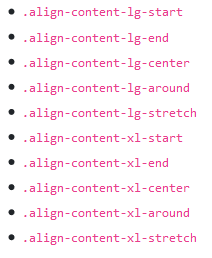 .align-content-lg-start
.align-content-lg-end
.align-content-lg-center
.align-content-lg-around
.align-content-lg-stretch
.align-content-xl-start
.align-content-xl-end
.align-content-xl-center
.align-content-xl-around
.align-content-xl-stretch